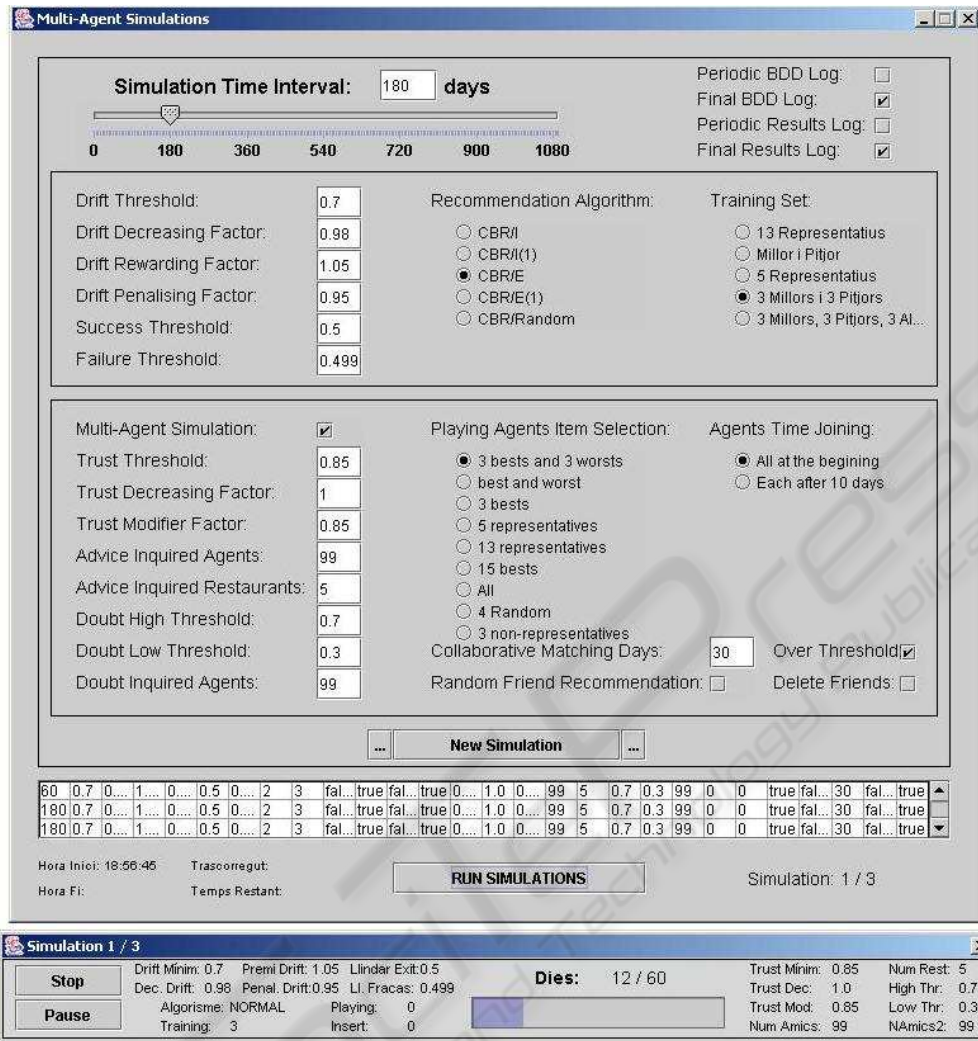 Multi-Agent Simulations
Simulation Time Interval: 180 days
0 180 360 540 720 900 1080
Periodic BDD Log:
Final BDD Log:
Periodic Results Log:
Final Results Log:
Drift Threshold: 0.7
Drift Decreasing Factor: 0.98
Drift Rewarding Factor: 1.05
Drift Penalising Factor: 0.95
Success Threshold: 0.5
Failure Threshold: 0.499
Recommendation Algorithm:
CBR/I
CBR/I(1)
CBR/E
CBR/E(1)
CBR/Random
Training Set:
13 Representatius
Millor i Pitjor
5 Representatius
3 Millors i 3 Pitjors
3 Millors, 3 Pitjors, 3 Al...
Multi-Agent Simulation:
Trust Threshold: 0.85
Trust Decreasing Factor: 1
Trust Modifier Factor: 0.85
Advice Inquired Agents: 99
Advice Inquired Restaurants: 5
Doubt High Threshold: 0.7
Doubt Low Threshold: 0.3
Doubt Inquired Agents: 99
Playing Agents Item Selection:
3 bests and 3 worsts
best and worst
3 bests
5 representatives
13 representatives
15 bests
All
4 Random
3 non-representatives
Agents Time Joining:
All at the begining
Each after 10 days
Collaborative Matching Days: 30 Over Threshold
Random Friend Recommendation: Delete Friends:
... New Simulation ...
60 0.7 0.... 1.... 0.... 0.5 0.... 2 3 fal... true fal... true 0.... 1.0 0.... 99 5 0.7 0.3 99 0 0 true fal... 30 fal... true
180 0.7 0.... 1.... 0.... 0.5 0.... 2 3 fal... true fal... true 0.... 1.0 0.... 99 5 0.7 0.3 99 0 0 true fal... 30 fal... true
180 0.7 0.... 1.... 0.... 0.5 0.... 2 3 fal... true fal... true 0.... 1.0 0.... 99 5 0.7 0.3 99 0 0 true fal... 30 fal... true
Hora Inici: 18:56:45 Trascorregut:
Hora Fi: Temps Restant:
RUN SIMULATIONS
Simulation: 1 / 3
Simulation 1 / 3
Stop
Pause
Drift Mínim: 0.7 Premi Drift: 1.05 Llindar Exit:0.5
Dec. Drift: 0.98 Penal. Drift:0.95 Ll. Fracas: 0.499
Algorisme: NORMAL Playing: 0
Training: 3 Insert: 0
Dies: 12 / 60
Trust Mínim: 0.85 Num Rest: 5
Trust Dec: 1.0 High Thr: 0.7
Trust Mod: 0.85 Low Thr: 0.3
Num Amics: 99 NAmics2: 99